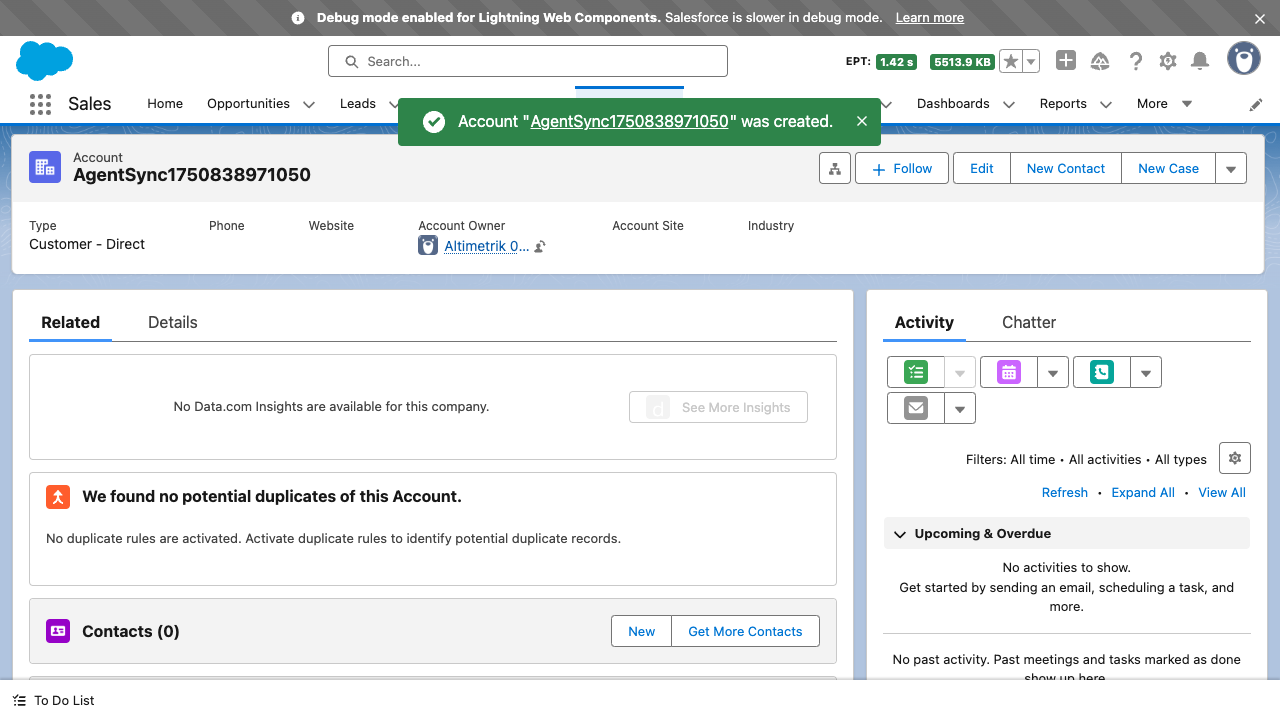 Debug mode enabled for Lightning Web Components. Salesforce is slower in debug mode. Learn more
Search...
EPT: 1.42 s 5513.9 KB
Sales Home Opportunities Leads Dashboards Reports More
Account "AgentSync1750838971050" was created.
Account
AgentSync1750838971050
Follow Edit New Contact New Case
Type Phone Website Account Owner Account Site Industry
Customer - Direct Altimetrik 0...
Related Details
No Data.com Insights are available for this company.
d See More Insights
We found no potential duplicates of this Account.
No duplicate rules are activated. Activate duplicate rules to identify potential duplicate records.
Contacts (0)
New Get More Contacts
Activity Chatter
Filters: All time • All activities • All types
Refresh • Expand All • View All
Upcoming & Overdue
No activities to show.
Get started by sending an email, scheduling a task, and
more.
No past activity. Past meetings and tasks marked as done
show up here.
To Do List